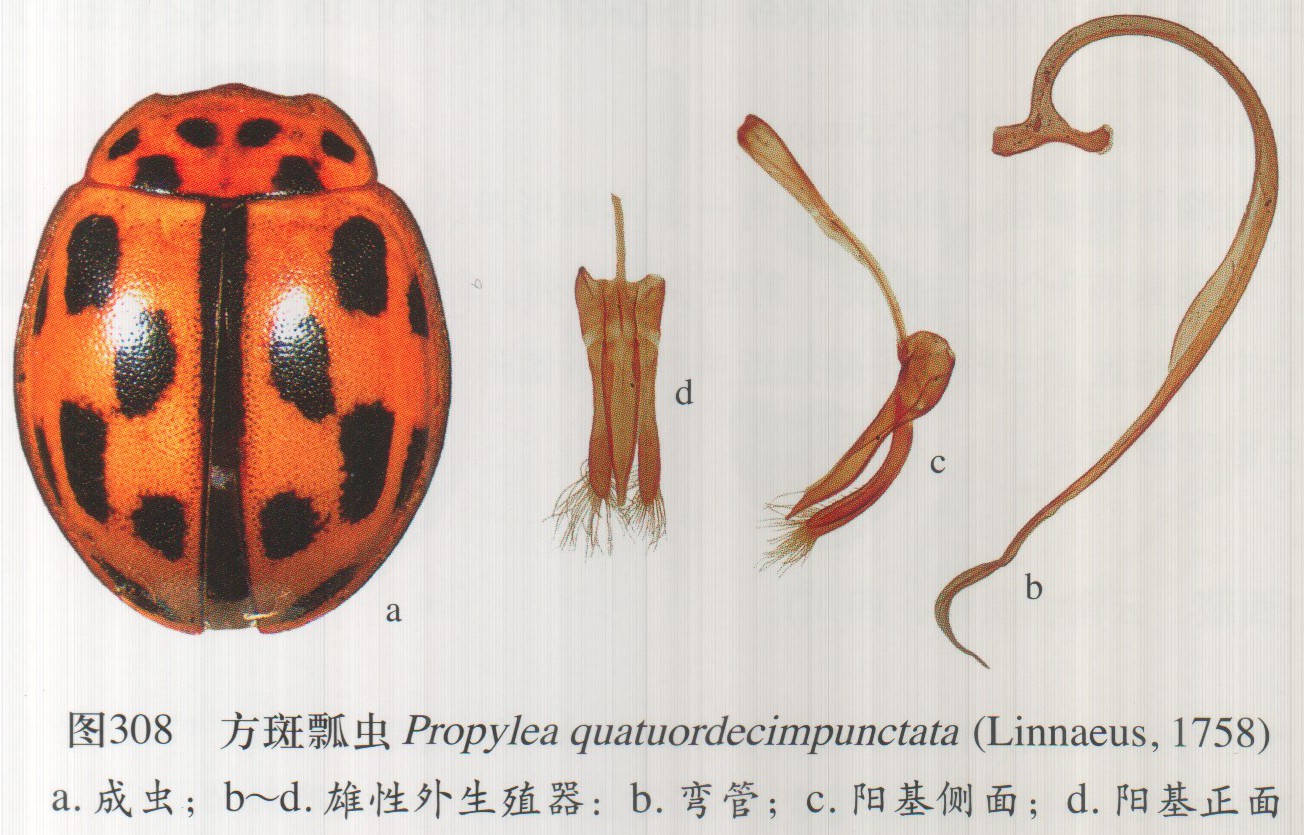 a
d
c
b
图308 方斑瓢虫 Propylea quatuordecimpunctata (Linnaeus, 1758)
a. 成虫；b～d. 雄性外生殖器：b. 弯管；c. 阳基侧面；d. 阳基正面